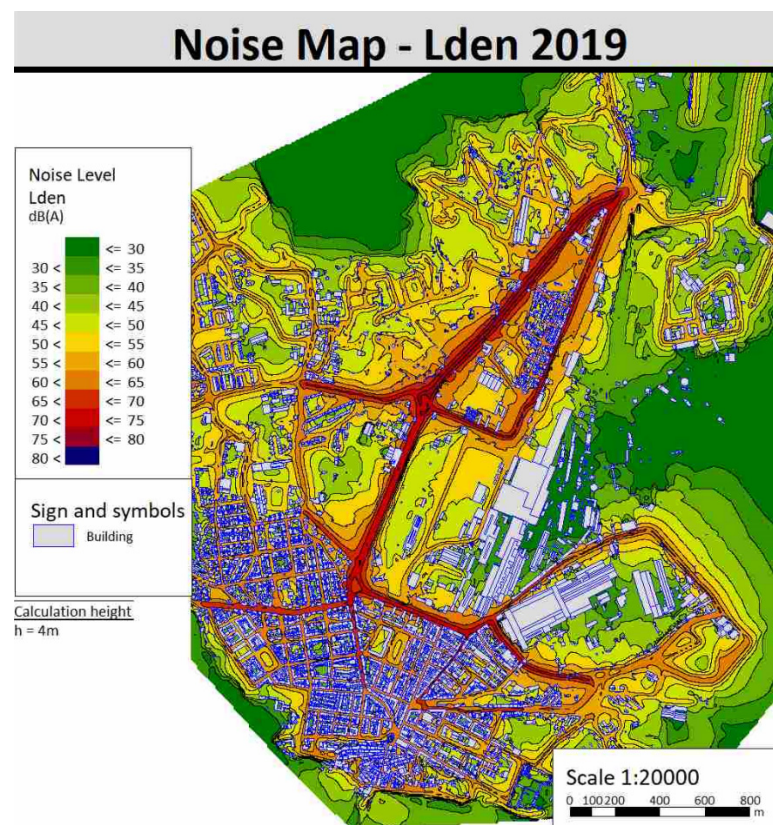 Noise Map - Lden 2019
Noise Level
Lden
dB(A)
<= 30
30 < <= 35
35 < <= 40
40 < <= 45
45 < <= 50
50 < <= 55
55 < <= 60
60 < <= 65
65 < <= 70
70 < <= 75
75 < <= 80
80 <
Sign and symbols
Building
Calculation height
h = 4m
Scale 1:20000
0 100 200 400 600 800
m